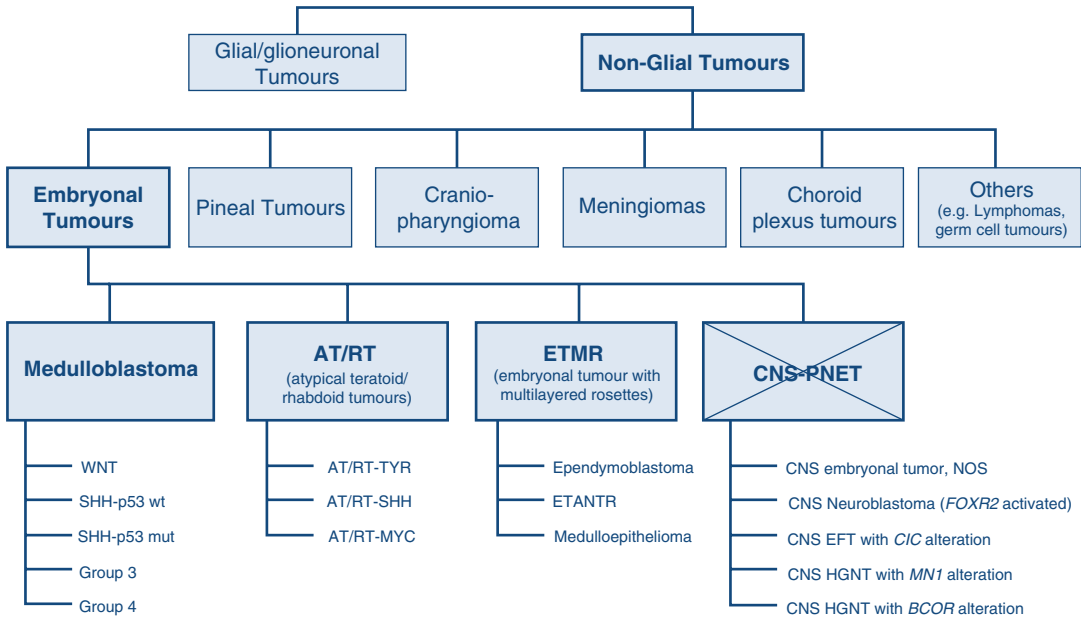 Glial/glioneuronal
Tumours
Non-Glial Tumours
Embryonal
Tumours
Pineal Tumours
Cranio-
pharyngioma
Meningiomas
Choroid
plexus tumours
Others
(e.g. Lymphomas,
germ cell tumours)
Medulloblastoma
AT/RT
(atypical teratoid/
rhabdoid tumours)
ETMR
(embryonal tumour with
multilayered rosettes)
CNS-PNET
WNT
SHH-p53 wt
SHH-p53 mut
Group 3
Group 4
AT/RT-TYR
AT/RT-SHH
AT/RT-MYC
Ependymoblastoma
ETANTR
Medulloepithelioma
CNS embryonal tumor, NOS
CNS Neuroblastoma (FOXR2 activated)
CNS EFT with CIC alteration
CNS HGNT with MN1 alteration
CNS HGNT with BCOR alteration